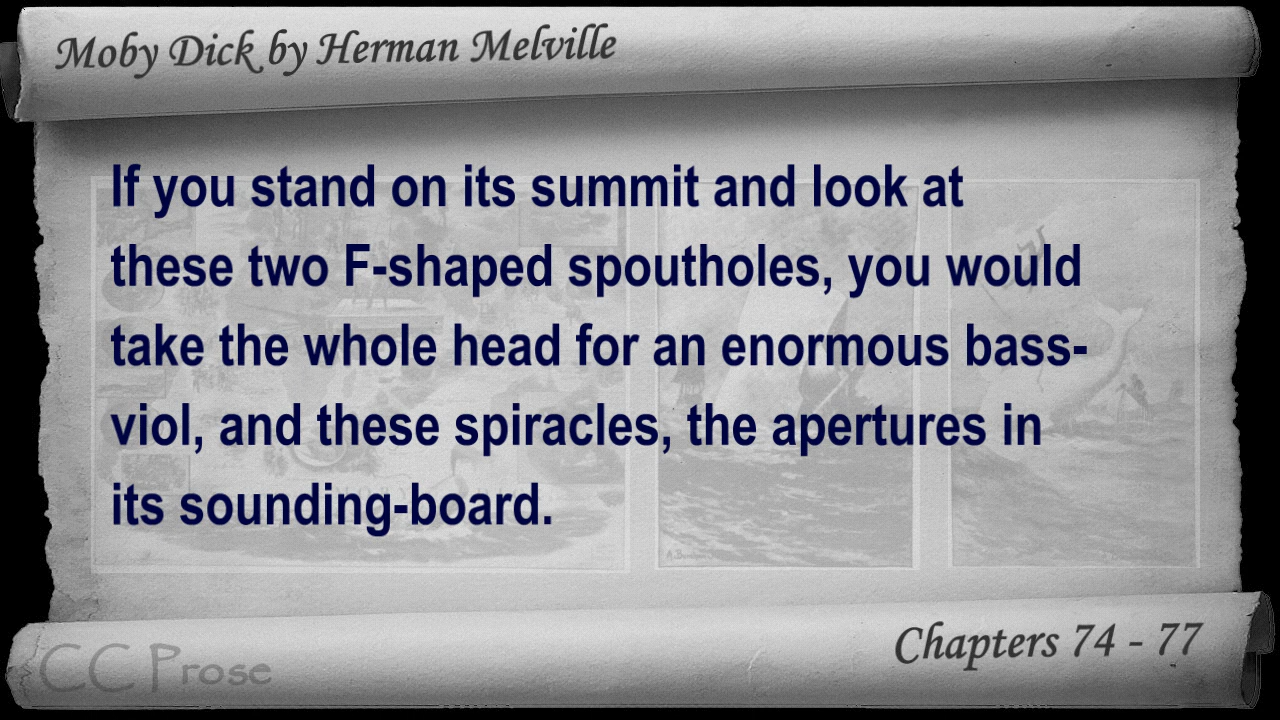 Moby Dick by Herman Melville
If you stand on its summit and look at
these two F-shaped spoutholes, you would
take the whole head for an enormous bass-
viol, and these spiracles, the apertures in
its sounding-board.
Chapters 74 - 77
CC Prose